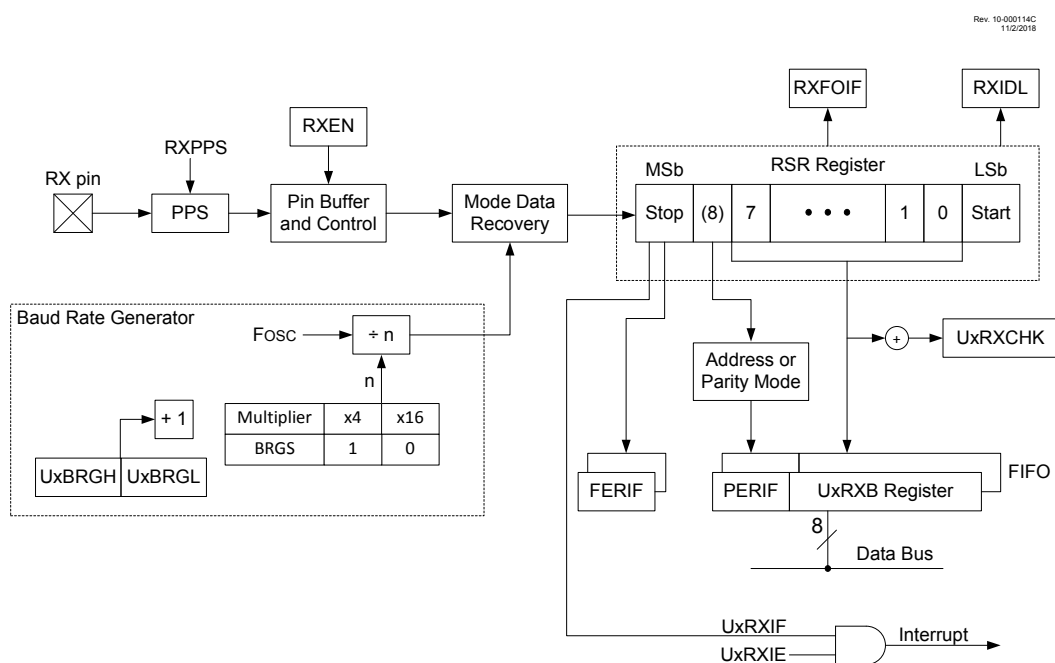 Rev. 10-000114C
11/2/2018
RXFOIF
RXIDL
RXEN
RXPPS
RSR Register
MSb
LSb
RX pin
PPS
Pin Buffer
and Control
Mode Data
Recovery
Stop
(8)
7
• • •
1
0
Start
Baud Rate Generator
FOSC
÷ n
n
Multiplier x4 x16
BRGS 1 0
+ 1
UxBRGH UxBRGL
Address or
Parity Mode
+
UxRXCHK
FERIF
PERIF
UxRXB Register
FIFO
8
Data Bus
UxRXIF
UxRXIE
Interrupt